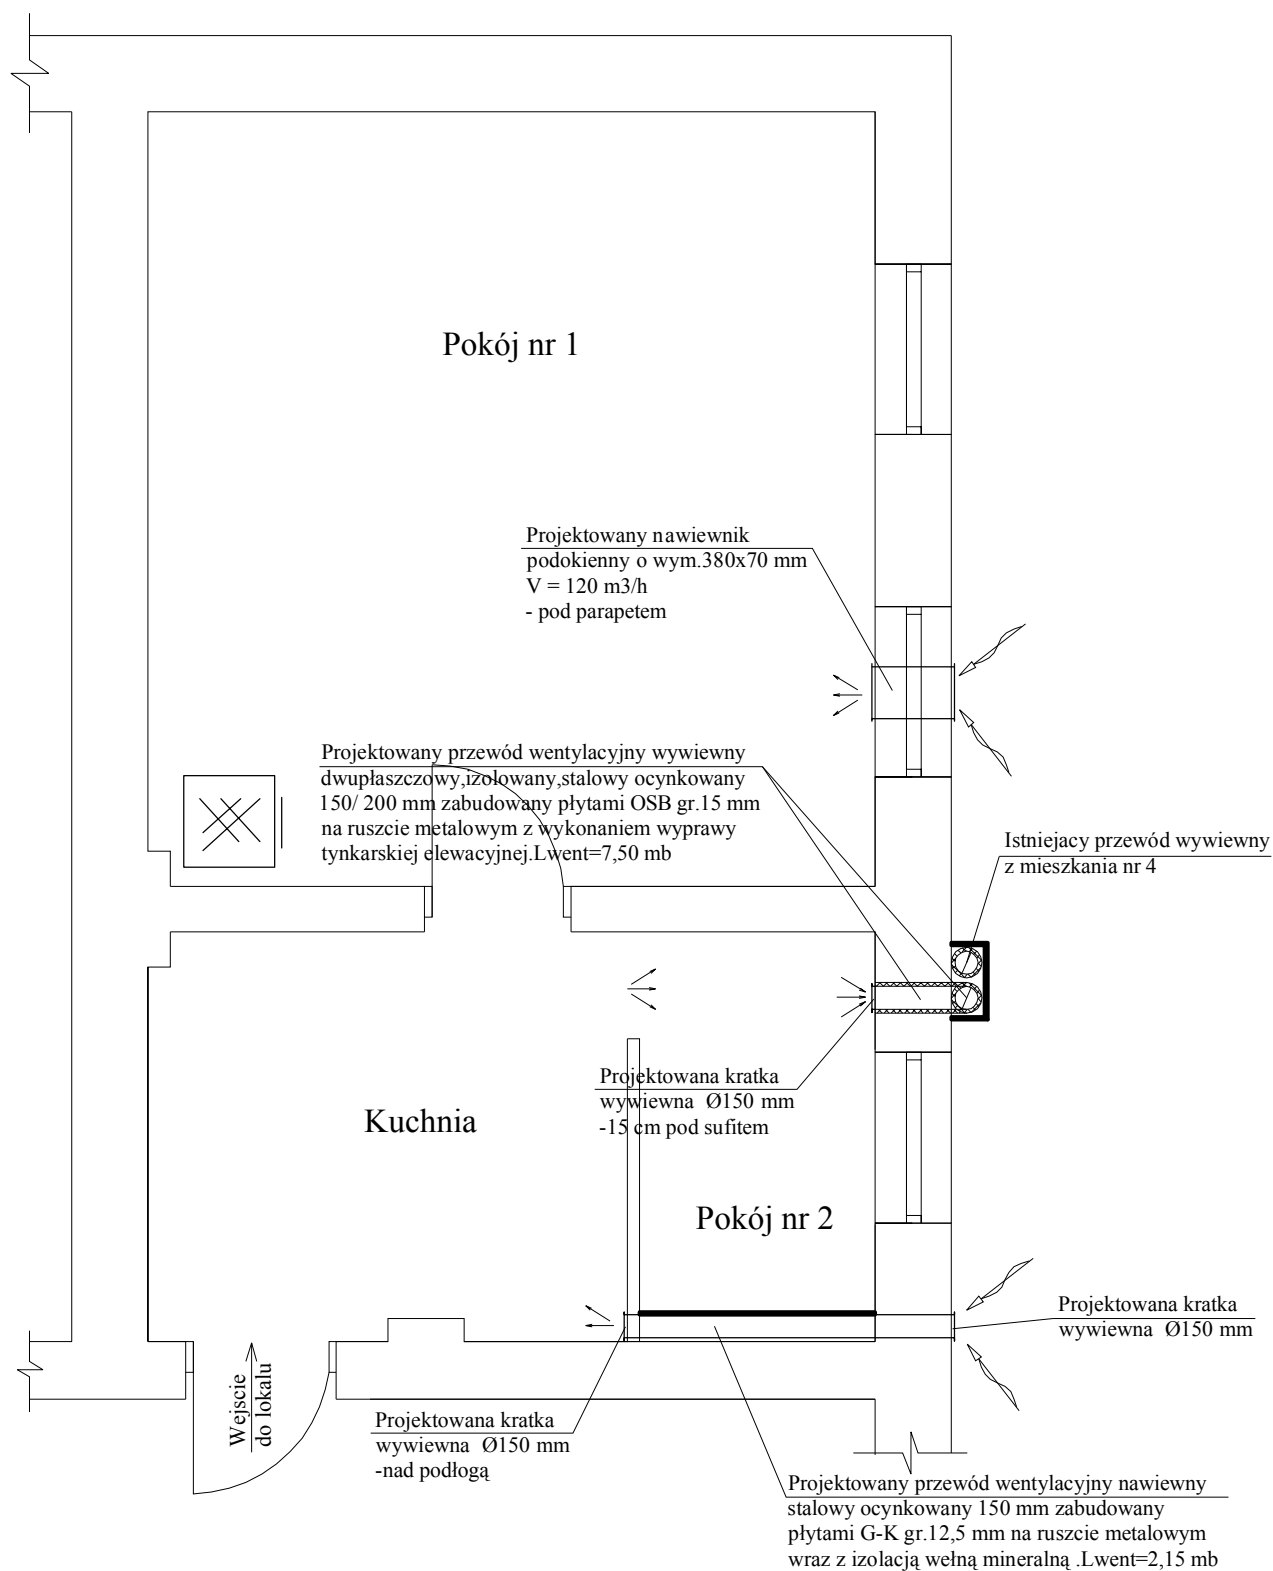 Pokój nr 1
Projektowany nawiewnik
podokienny o wym.380x70 mm
V = 120 m3/h
- pod parapetem
Projektowany przewód wentylacyjny wywiewny
dwupłaszczowy,izolowany,stalowy ocynkowany
150/ 200 mm zabudowany płytami OSB gr.15 mm
na ruszcie metalowym z wykonaniem wyprawy
tynkarskiej elewacyjnej.Lwent=7,50 mb
Istniejacy przewód wywiewny
z mieszkania nr 4
Projektowana kratka
wywiewna Ø150 mm
-15 cm pod sufitem
Kuchnia
Pokój nr 2
Projektowana kratka
wywiewna Ø150 mm
Wejscie
do lokalu
Projektowana kratka
wywiewna Ø150 mm
-nad podłogą
Projektowany przewód wentylacyjny nawiewny
stalowy ocynkowany 150 mm zabudowany
płytami G-K gr.12,5 mm na ruszcie metalowym
wraz z izolacją wełną mineralną .Lwent=2,15 mb